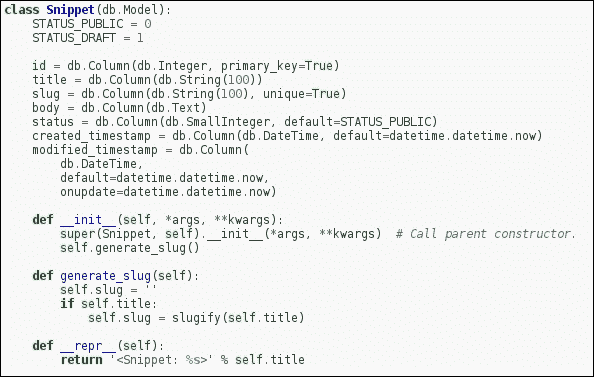 class Snippet(db.Model):
    STATUS_PUBLIC = 0
    STATUS_DRAFT = 1

    id = db.Column(db.Integer, primary_key=True)
    title = db.Column(db.String(100))
    slug = db.Column(db.String(100), unique=True)
    body = db.Column(db.Text)
    status = db.Column(db.SmallInteger, default=STATUS_PUBLIC)
    created_timestamp = db.Column(db.DateTime, default=datetime.datetime.now)
    modified_timestamp = db.Column(
        db.DateTime,
        default=datetime.datetime.now,
        onupdate=datetime.datetime.now)

    def __init__(self, *args, **kwargs):
        super(Snippet, self).__init__(*args, **kwargs)  # Call parent constructor.
        self.generate_slug()

    def generate_slug(self):
        self.slug = ''
        if self.title:
            self.slug = slugify(self.title)

    def __repr__(self):
        return '<Snippet: %s>' % self.title